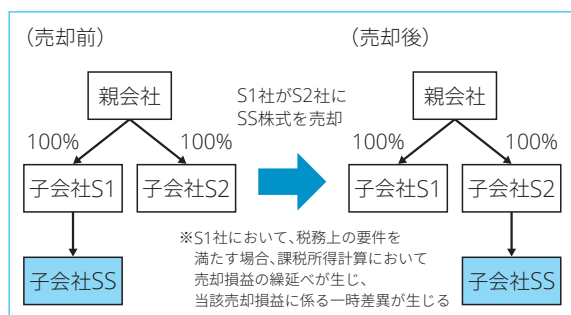 （売却前）
（売却後）
親会社
S1社がS2社に
SS株式を売却
親会社
100%
100%
100%
100%
子会社S1
子会社S2
子会社S1
子会社S2
※S1社において、税務上の要件を
満たす場合、課税所得計算において
売却損益の繰延べが生じ、
当該売却損益に係る一時差異が生じる
子会社SS
子会社SS